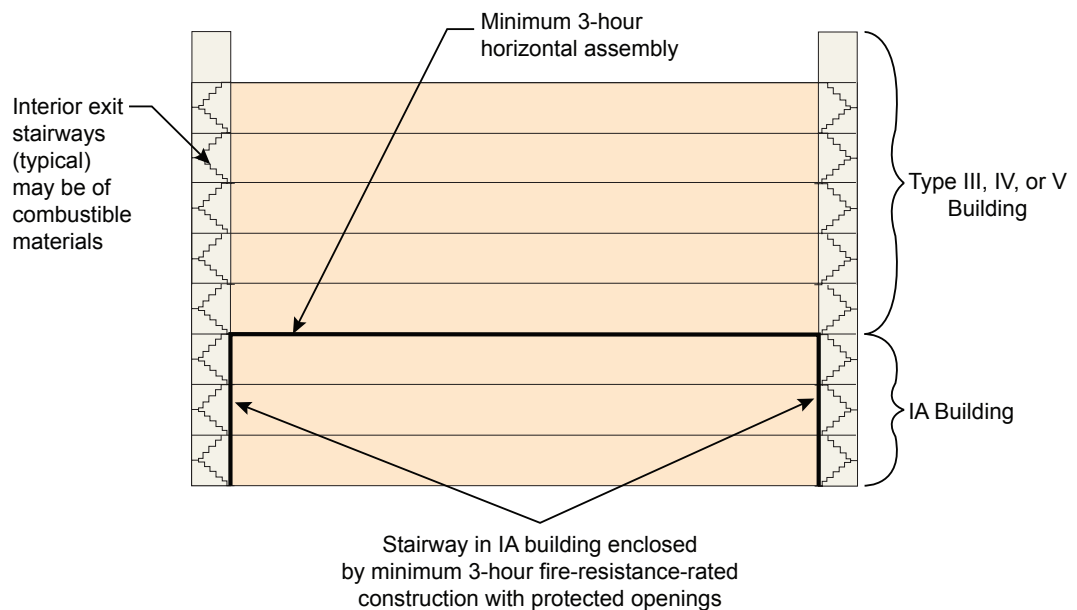 Minimum 3-hour
horizontal assembly
Interior exit
stairways
(typical)
may be of
combustible
materials
Type III, IV, or V
Building
IA Building
Stairway in IA building enclosed
by minimum 3-hour fire-resistance-rated
construction with protected openings